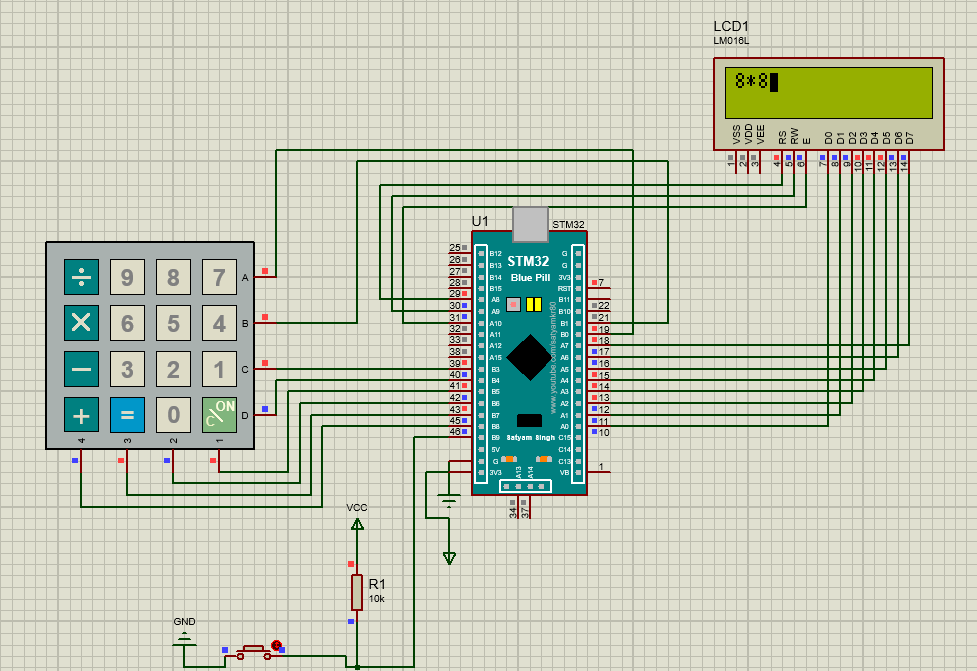 LCD1
LM016L
8*8
VSS VDD VEE RS RW E D0 D1 D2 D3 D4 D5 D6 D7
1 2 3 4 5 6 7 8 9 10 11 12 13 14
U1
STM32
STM32
Blue Pill
www.youtube.com/satyamkr80
Satyam Singh
25 B12
26 B13
27 B14
28 B15
29 A8
30 A9
31 A10
32 A11
33 A12
38 A15
39 B3
40 B4
41 B5
42 B6
43 B7
45 B8
46 B9
5V
G
3V3
G
G
3V3
RST 7
B11 22
B10 21
B1 19
B0 18
A7 17
A6 16
A5 15
A4 14
A3 13
A2 12
A1 11
A0 10
C15
C14
C13
VB 1
A13 A14
34 37
÷ 9 8 7 A
× 6 5 4 B
− 3 2 1 C
+ = 0 ON/C D
4 3 2 1
VCC
R1
10k
GND